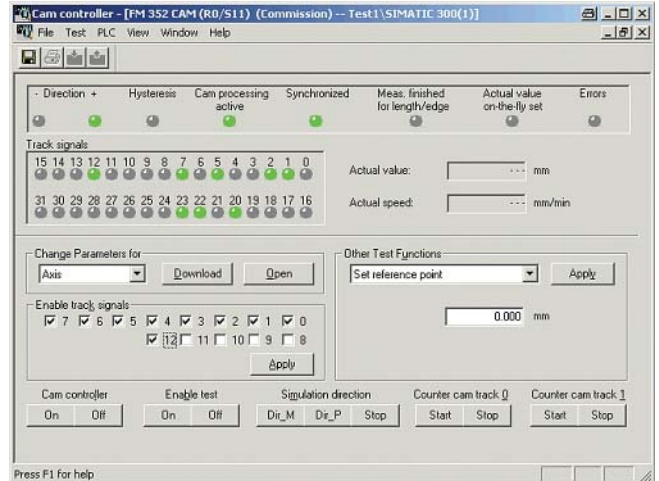 Cam controller - [FM 352 CAM (R0/S11) (Commission) -- Test1\SIMATIC 300(1)]
File Test PLC View Window Help
- Direction + Hysteresis Cam processing active Synchronized Meas. finished for length/edge Actual value on-the-fly set Errors
Track signals
15 14 13 12 11 10 9 8 7 6 5 4 3 2 1 0
Actual value: --- mm
31 30 29 28 27 26 25 24 23 22 21 20 19 18 17 16
Actual speed: --- mm/min
Change Parameters for
Axis Download Open
Other Test Functions
Set reference point Apply
Enable track signals
7 6 5 4 3 2 1 0
0.000 mm
12 11 10 9 8
Apply
Cam controller Enable test Simulation direction Counter cam track 0 Counter cam track 1
On Off On Off Dir_M Dir_P Stop Start Stop Start Stop
Press F1 for help